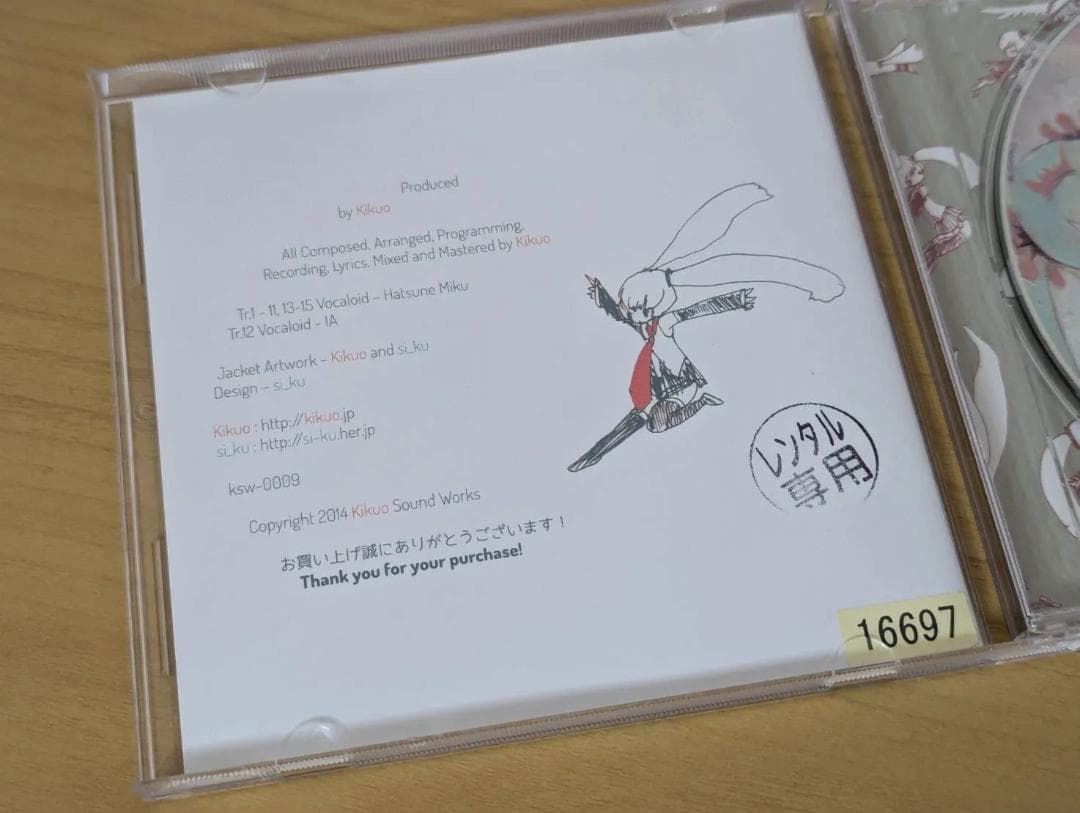 Produced
by Kikuo
All Composed, Arranged, Programming,
Recording, Lyrics, Mixed and Mastered by Kikuo
Tr.1 - 11, 13-15 Vocaloid – Hatsune Miku
Tr.12 Vocaloid - IA
Jacket Artwork - Kikuo and si_ku
Design – si_ku
Kikuo : http://kikuo.jp
si_ku : http://si-ku.her.jp
ksw-0009
Copyright 2014 Kikuo Sound Works
お買い上げ誠にありがとうございます！
Thank you for your purchase!
レンタル
専用
16697